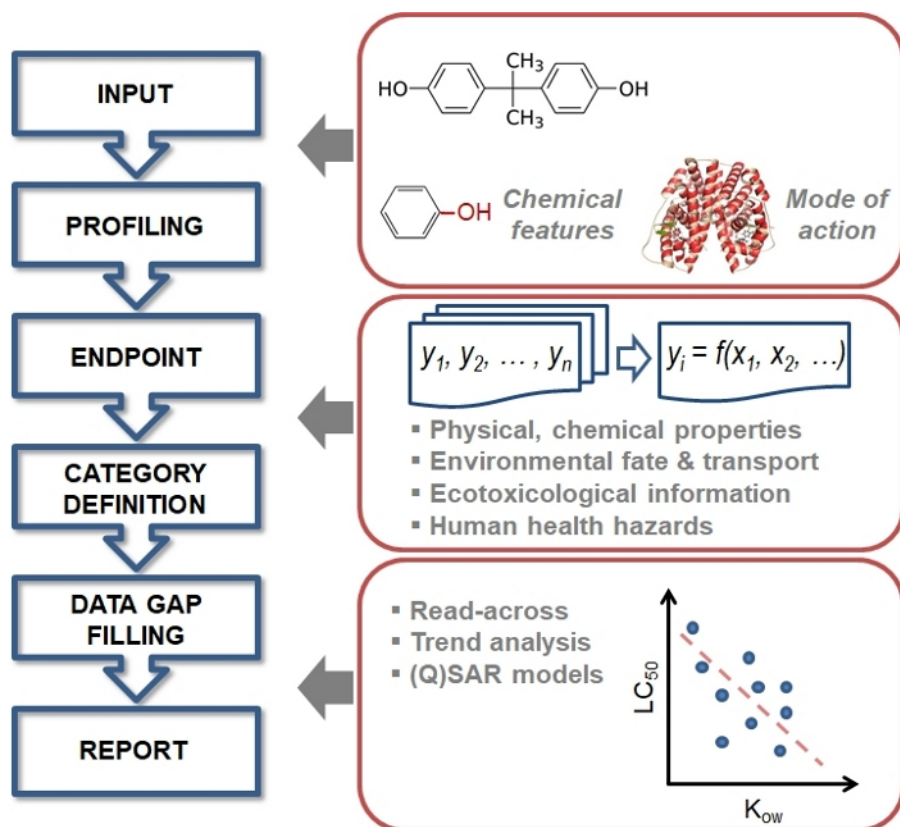 INPUT
PROFILING
ENDPOINT
CATEGORY
DEFINITION
DATA GAP
FILLING
REPORT
CH₃
HO
OH
CH₃
OH
Chemical
features
Mode of
action
y₁, y₂, ... , yₙ
yᵢ = f(x₁, x₂, ...)
▪ Physical, chemical properties
▪ Environmental fate & transport
▪ Ecotoxicological information
▪ Human health hazards
▪ Read-across
▪ Trend analysis
▪ (Q)SAR models
LC₅₀
K_OW